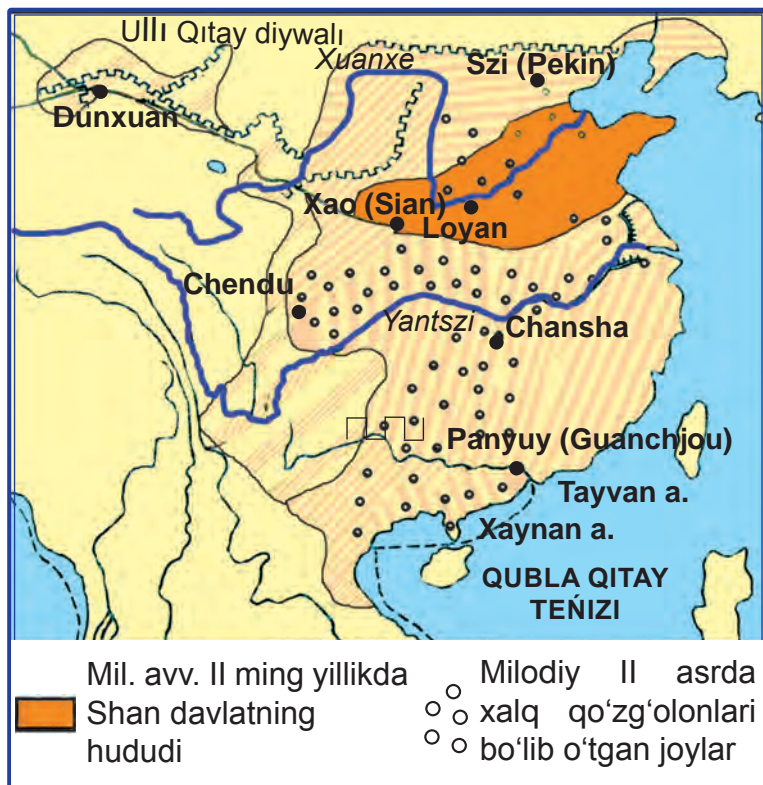 Ullı Qıtay diywalı
Xuanxe
Szi (Pekin)
Dunxuan
Xao (Sian)
Loyan
Chendu
Yantszi
Chansha
Panyuy (Guanchjou)
Tayvan a.
Xaynan a.
QUBLA QITAY
TEŃIZI
Mil. avv. II ming yillikda
Shan davlatning
hududi
Milodiy II asrda
xalq qo‘zg‘olonlari
bo‘lib o‘tgan joylar